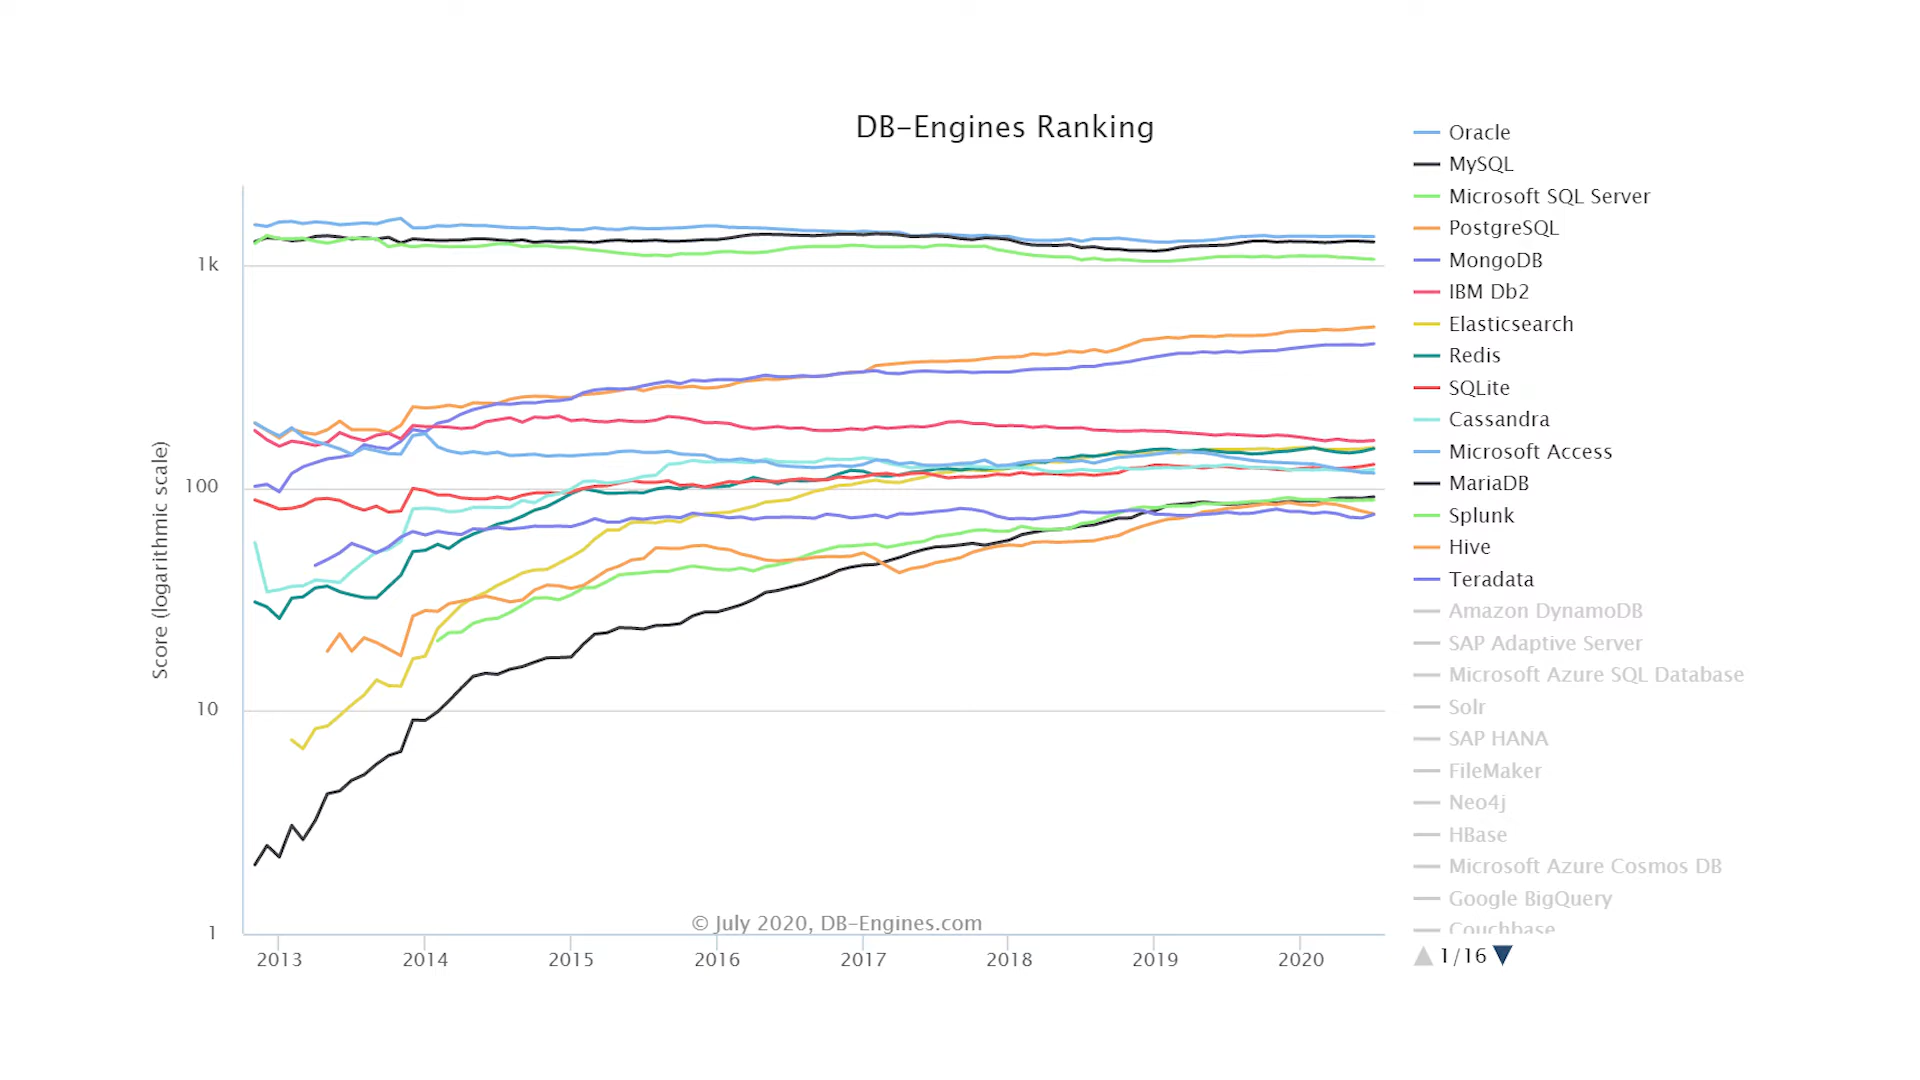 DB-Engines Ranking
Score (logarithmic scale)
1k
100
10
1
2013
2014
2015
2016
2017
2018
2019
2020
© July 2020, DB-Engines.com
Oracle
MySQL
Microsoft SQL Server
PostgreSQL
MongoDB
IBM Db2
Elasticsearch
Redis
SQLite
Cassandra
Microsoft Access
MariaDB
Splunk
Hive
Teradata
Amazon DynamoDB
SAP Adaptive Server
Microsoft Azure SQL Database
Solr
SAP HANA
FileMaker
Neo4j
HBase
Microsoft Azure Cosmos DB
Google BigQuery
Couchbase
1/16